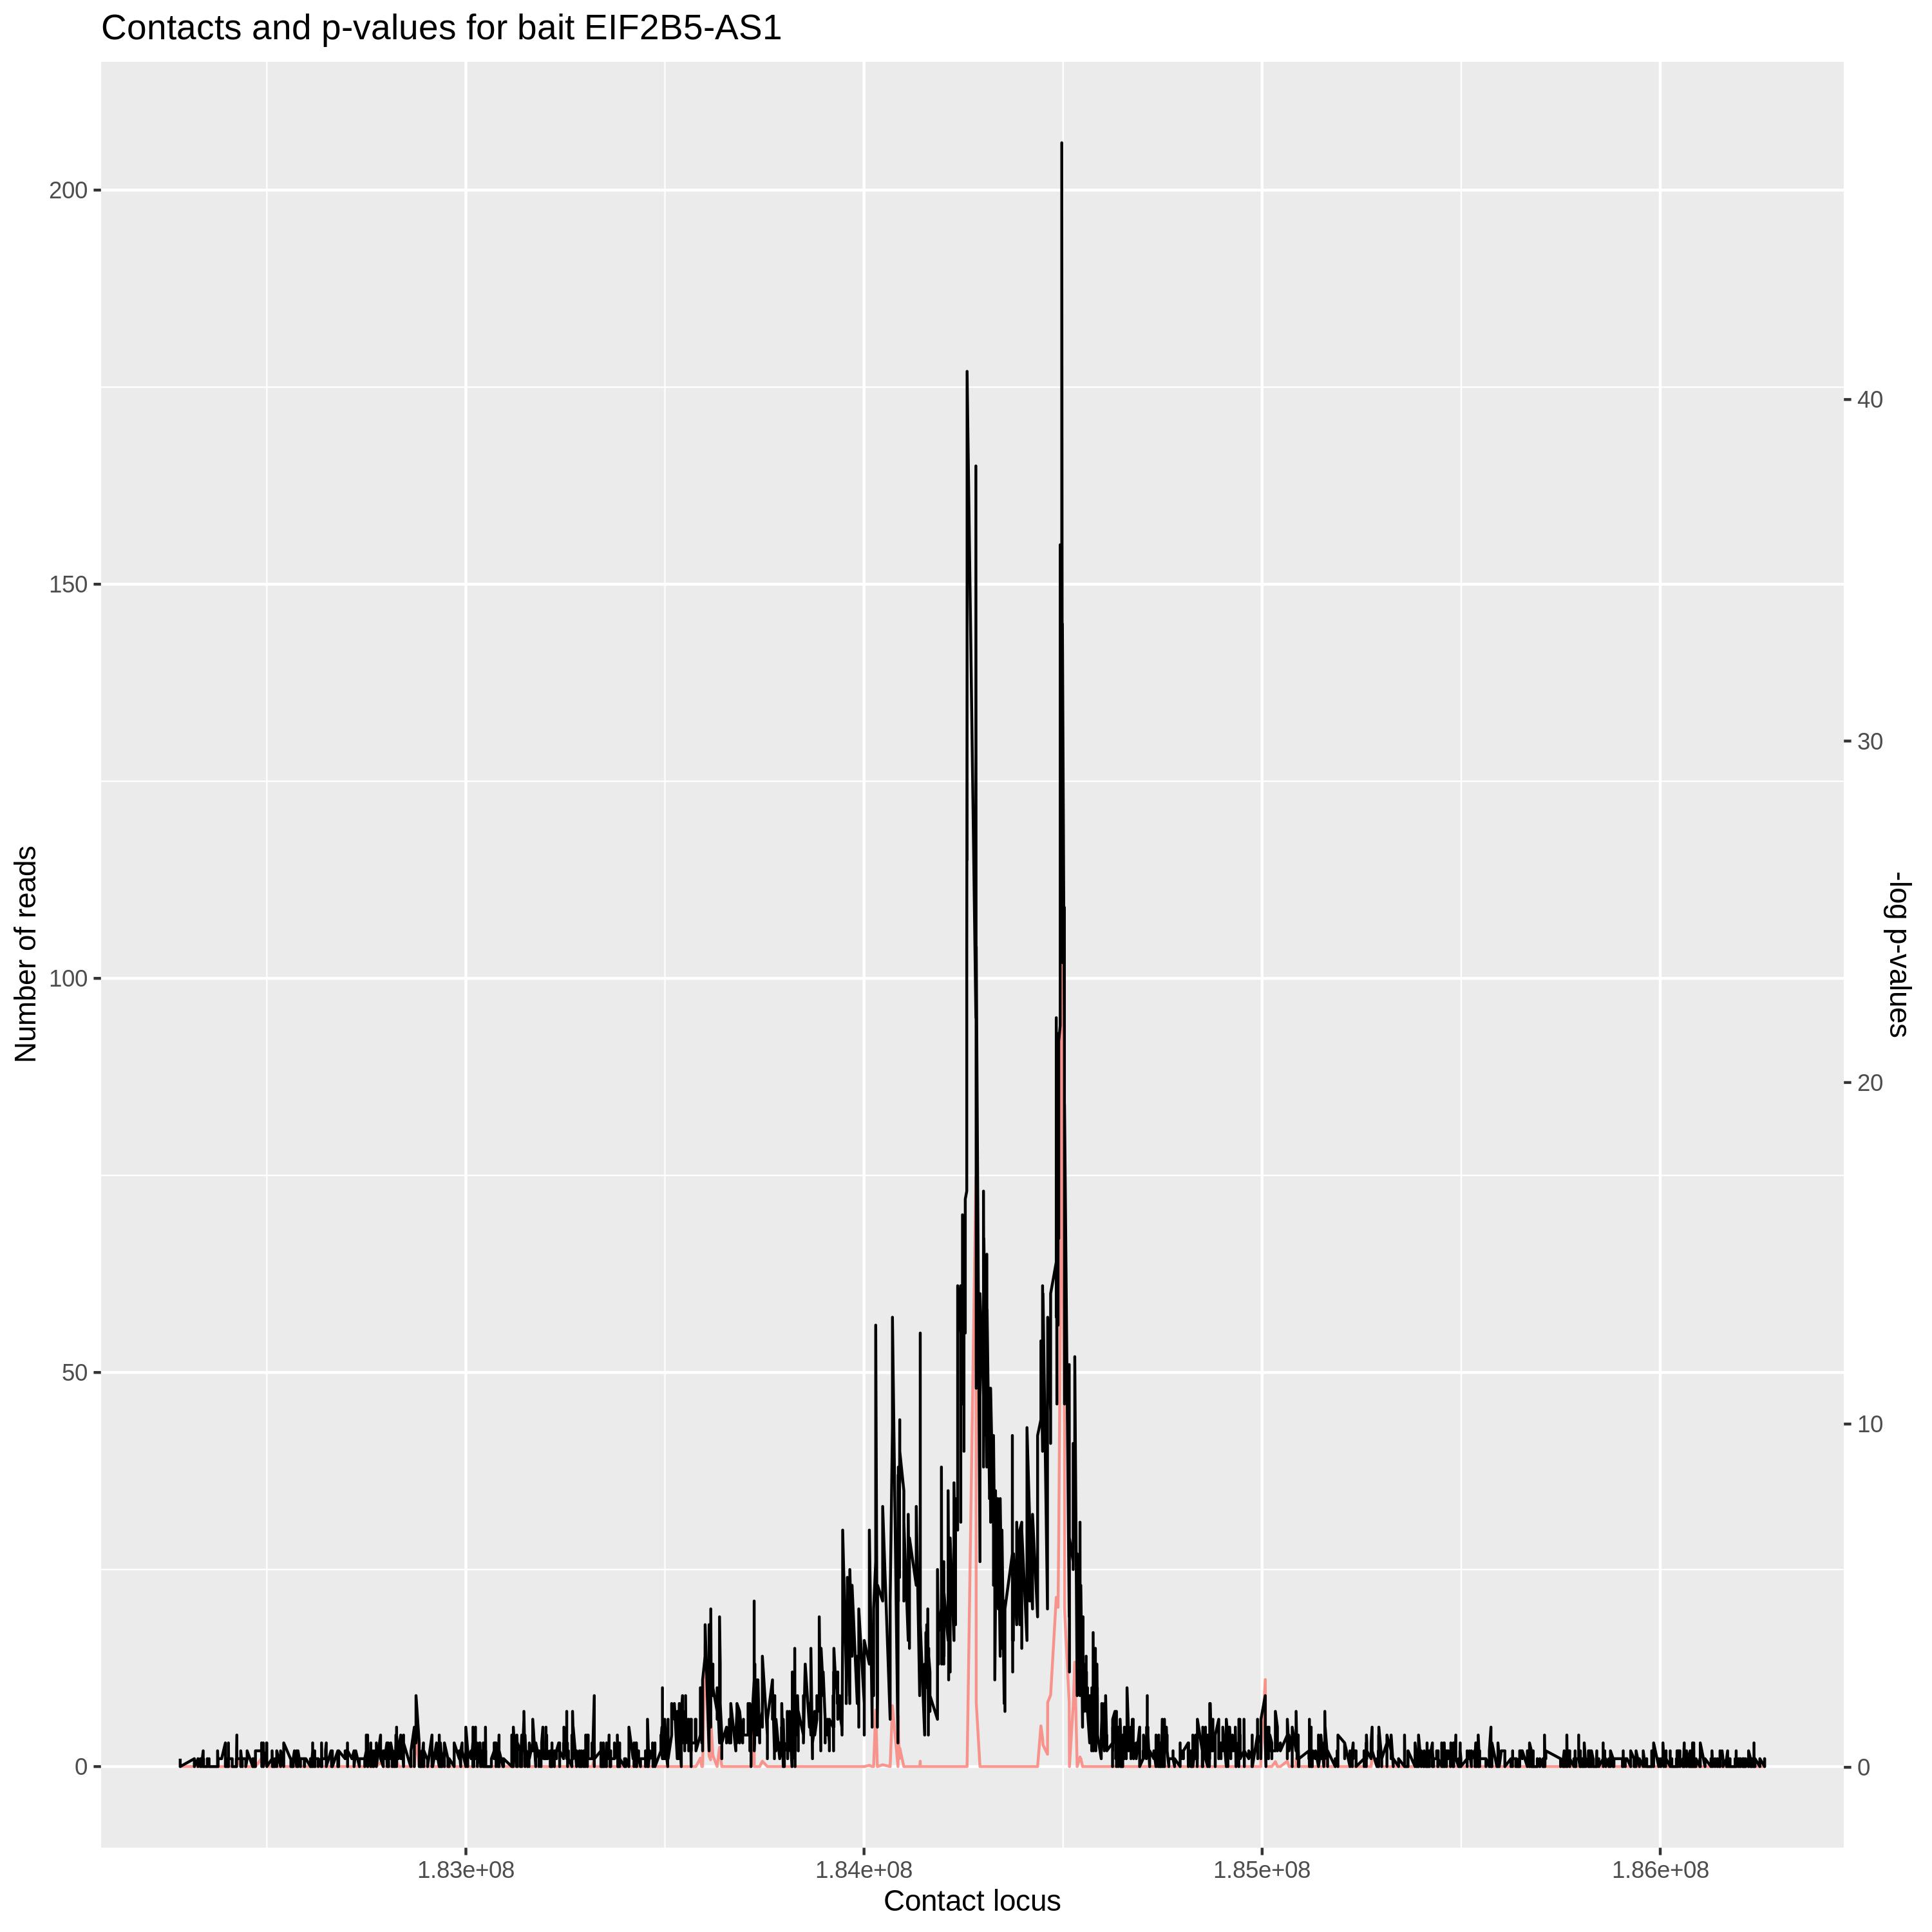 Contacts and p-values for bait EIF2B5-AS1
200
150
100
50
0
40
30
20
10
0
Number of reads
-log p-values
1.83e+08
1.84e+08
1.85e+08
1.86e+08
Contact locus